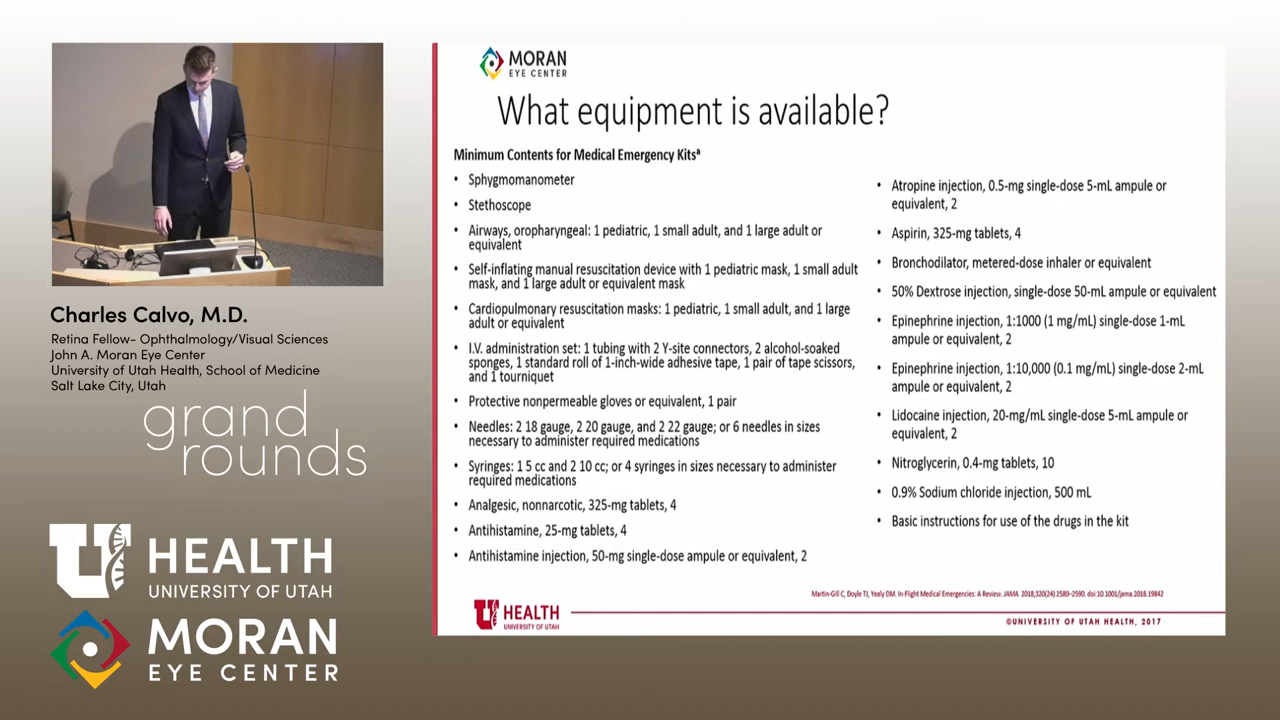 Charles Calvo, M.D.
Retina Fellow- Ophthalmology/Visual Sciences
John A. Moran Eye Center
University of Utah Health, School of Medicine
Salt Lake City, Utah
grand
rounds
U HEALTH
UNIVERSITY OF UTAH
MORAN
EYE CENTER
MORAN
EYE CENTER
What equipment is available?
Minimum Contents for Medical Emergency Kitsª
• Sphygmomanometer
• Stethoscope
• Airways, oropharyngeal: 1 pediatric, 1 small adult, and 1 large adult or
equivalent
• Self-inflating manual resuscitation device with 1 pediatric mask, 1 small adult
mask, and 1 large adult or equivalent mask
• Cardiopulmonary resuscitation masks: 1 pediatric, 1 small adult, and 1 large
adult or equivalent
• I.V. administration set: 1 tubing with 2 Y-site connectors, 2 alcohol-soaked
sponges, 1 standard roll of 1-inch-wide adhesive tape, 1 pair of tape scissors,
and 1 tourniquet
• Protective nonpermeable gloves or equivalent, 1 pair
• Needles: 2 18 gauge, 2 20 gauge, and 2 22 gauge; or 6 needles in sizes
necessary to administer required medications
• Syringes: 1 5 cc and 2 10 cc; or 4 syringes in sizes necessary to administer
required medications
• Analgesic, nonnarcotic, 325-mg tablets, 4
• Antihistamine, 25-mg tablets, 4
• Antihistamine injection, 50-mg single-dose ampule or equivalent, 2
• Atropine injection, 0.5-mg single-dose 5-mL ampule or
equivalent, 2
• Aspirin, 325-mg tablets, 4
• Bronchodilator, metered-dose inhaler or equivalent
• 50% Dextrose injection, single-dose 50-mL ampule or equivalent
• Epinephrine injection, 1:1000 (1 mg/mL) single-dose 1-mL
ampule or equivalent, 2
• Epinephrine injection, 1:10,000 (0.1 mg/mL) single-dose 2-mL
ampule or equivalent, 2
• Lidocaine injection, 20-mg/mL single-dose 5-mL ampule or
equivalent, 2
• Nitroglycerin, 0.4-mg tablets, 10
• 0.9% Sodium chloride injection, 500 mL
• Basic instructions for use of the drugs in the kit
Martin-Gill C, Doyle TJ, Yealy DM. In-Flight Medical Emergencies: A Review. JAMA. 2018;320(24):2580–2590. doi:10.1001/jama.2018.19842
U HEALTH
UNIVERSITY OF UTAH
©UNIVERSITY OF UTAH HEALTH, 2017